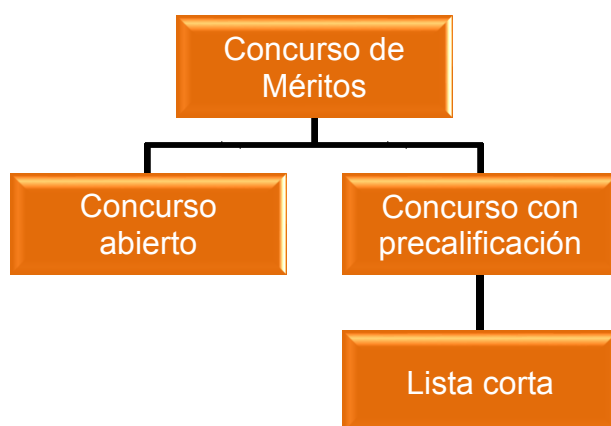 Concurso de
Méritos
Concurso
abierto
Concurso con
precalificación
Lista corta